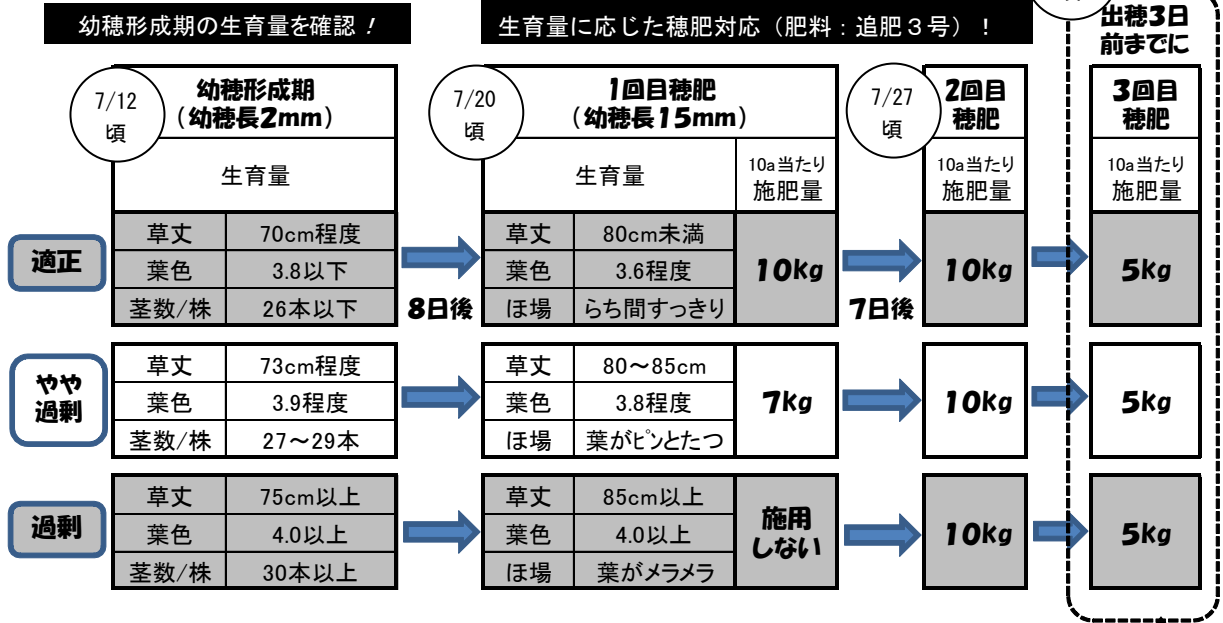 幼穂形成期の生育量を確認！
生育量に応じた穂肥対応（肥料：追肥３号）！
出穂3日
前までに
7/12
頃
幼穂形成期
（幼穂長2mm）
7/20
頃
1回目穂肥
（幼穂長15mm）
7/27
頃
2回目
穂肥
3回目
穂肥
生育量
生育量
10a当たり
施肥量
10a当たり
施肥量
10a当たり
施肥量
適正
草丈 70cm程度
葉色 3.8以下
茎数/株 26本以下
8日後
草丈 80cm未満
葉色 3.6程度
ほ場 らち間すっきり
10kg
7日後
10kg
5kg
やや
過剰
草丈 73cm程度
葉色 3.9程度
茎数/株 27～29本
草丈 80～85cm
葉色 3.8程度
ほ場 葉がピンとたつ
7kg
10kg
5kg
過剰
草丈 75cm以上
葉色 4.0以上
茎数/株 30本以上
草丈 85cm以上
葉色 4.0以上
ほ場 葉がメラメラ
施用
しない
10kg
5kg